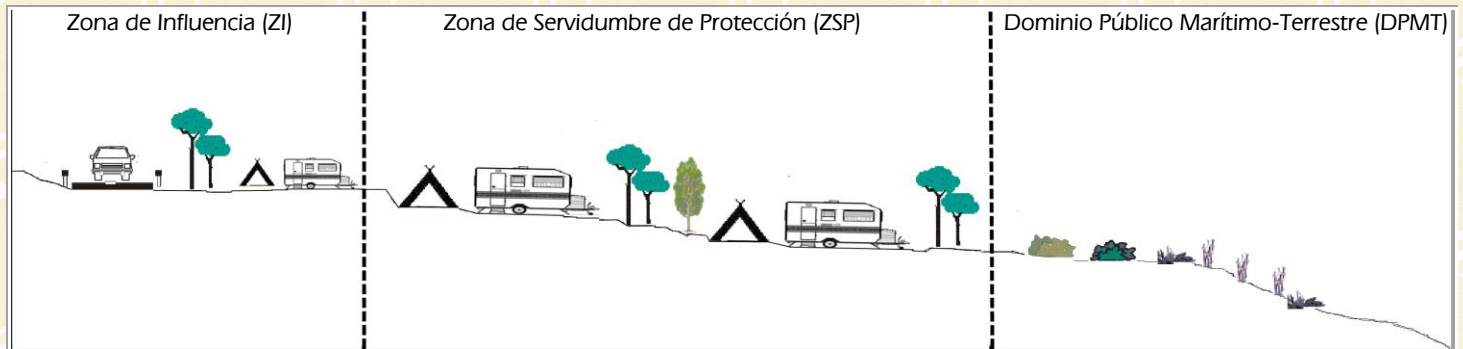 Zona de Influencia (ZI)
Zona de Servidumbre de Protección (ZSP)
Dominio Público Marítimo-Terrestre (DPMT)